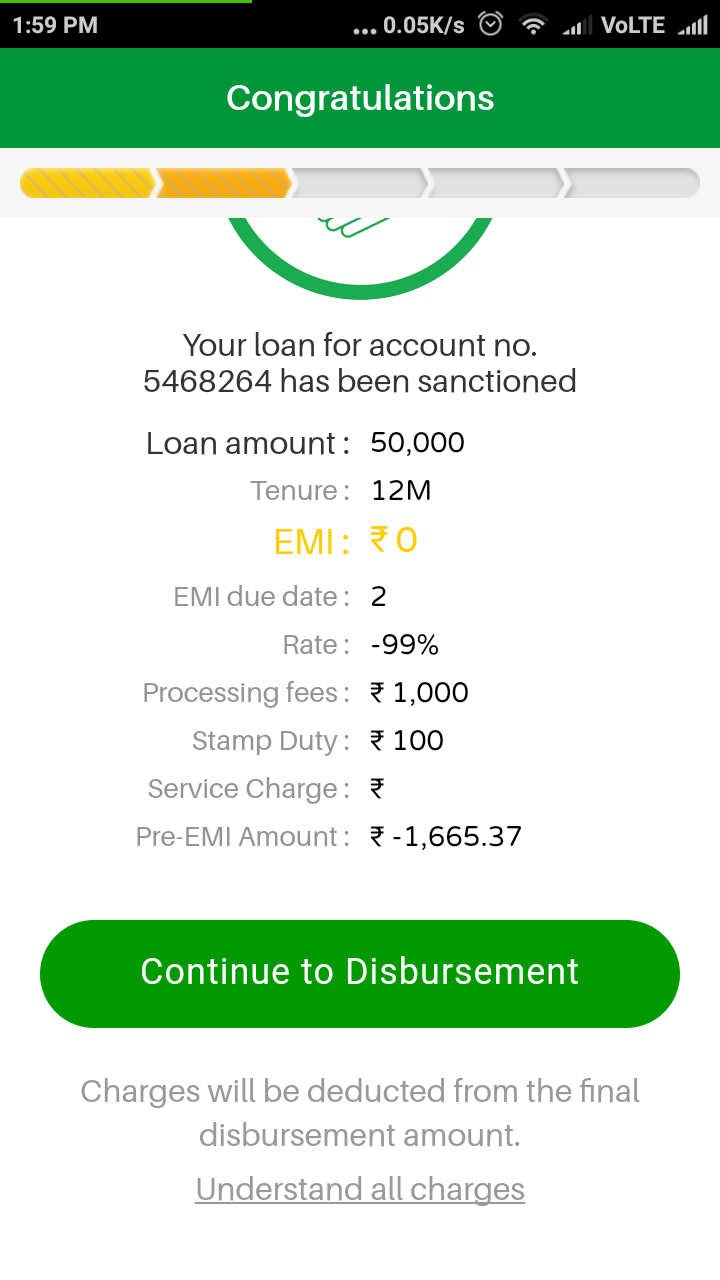 1:59 PM ... 0.05K/s VoLTE
Congratulations
Your loan for account no.
5468264 has been sanctioned
Loan amount : 50,000
Tenure : 12M
EMI : ₹ 0
EMI due date : 2
Rate : -99%
Processing fees : ₹ 1,000
Stamp Duty : ₹ 100
Service Charge : ₹
Pre-EMI Amount : ₹ -1,665.37
Continue to Disbursement
Charges will be deducted from the final
disbursement amount.
Understand all charges